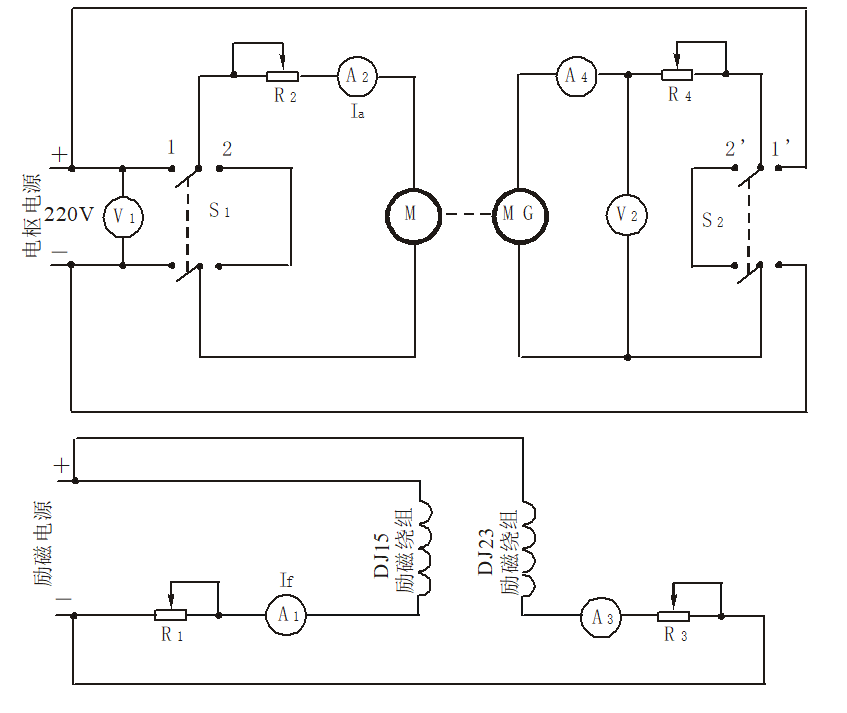 R2
A2
Ia
A4
R4
+
1
2
2'
1'
电枢电源
220V
V1
S1
M
MG
V2
S2
—
+
励磁电源
DJ15
励磁绕组
DJ23
励磁绕组
If
—
R1
A1
A3
R3